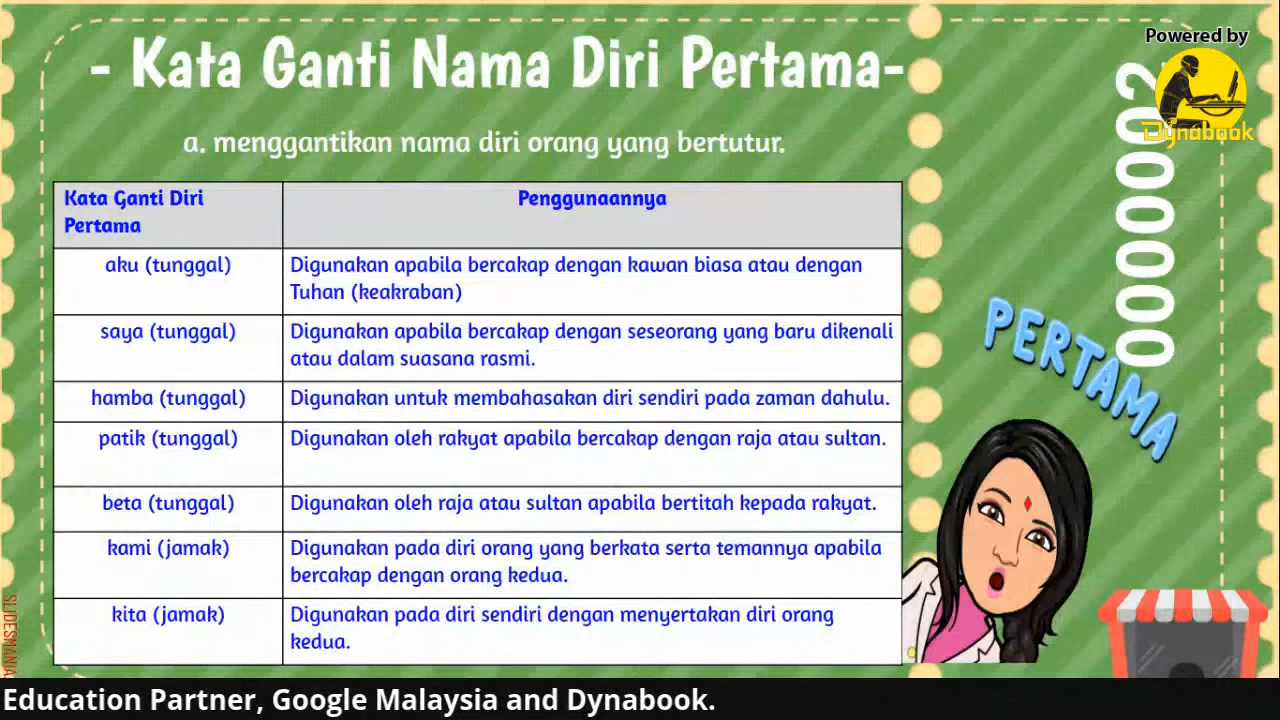 Powered by
Dynabook
- Kata Ganti Nama Diri Pertama-
a. menggantikan nama diri orang yang bertutur.
Kata Ganti Diri
Pertama
Penggunaannya
aku (tunggal)
Digunakan apabila bercakap dengan kawan biasa atau dengan
Tuhan (keakraban)
saya (tunggal)
Digunakan apabila bercakap dengan seseorang yang baru dikenali
atau dalam suasana rasmi.
hamba (tunggal)
Digunakan untuk membahasakan diri sendiri pada zaman dahulu.
patik (tunggal)
Digunakan oleh rakyat apabila bercakap dengan raja atau sultan.
beta (tunggal)
Digunakan oleh raja atau sultan apabila bertitah kepada rakyat.
kami (jamak)
Digunakan pada diri orang yang berkata serta temannya apabila
bercakap dengan orang kedua.
kita (jamak)
Digunakan pada diri sendiri dengan menyertakan diri orang
kedua.
PERTAMA
SLIDESMANIA
Education Partner, Google Malaysia and Dynabook.